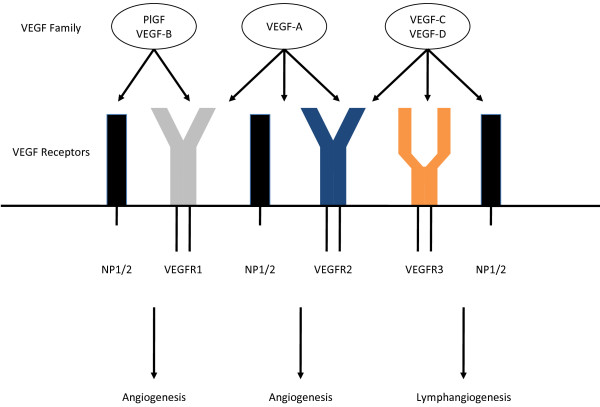 VEGF Family
PlGF
VEGF-B
VEGF-A
VEGF-C
VEGF-D
VEGF Receptors
NP1/2
VEGFR1
NP1/2
VEGFR2
VEGFR3
NP1/2
Angiogenesis
Angiogenesis
Lymphangiogenesis